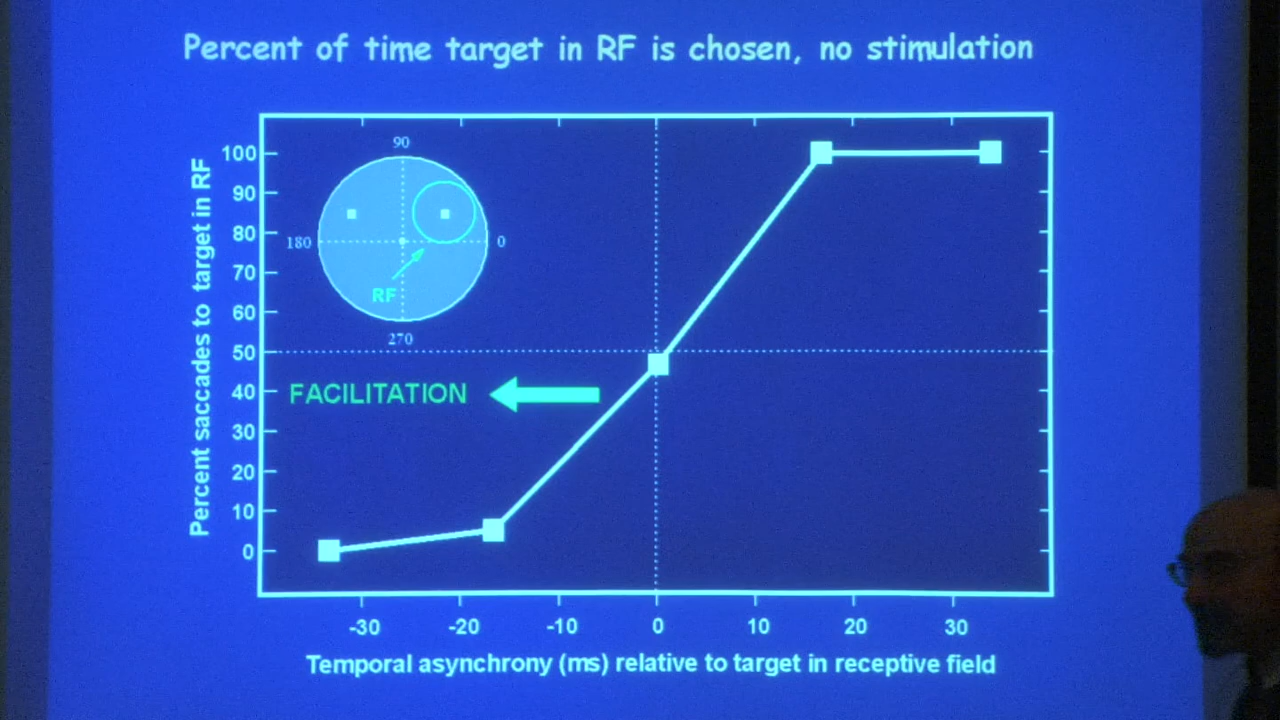 Percent of time target in RF is chosen, no stimulation
Percent saccades to target in RF
100
90
80
70
60
50
40
30
20
10
0
90
180
0
RF
270
FACILITATION
-30 -20 -10 0 10 20 30
Temporal asynchrony (ms) relative to target in receptive field